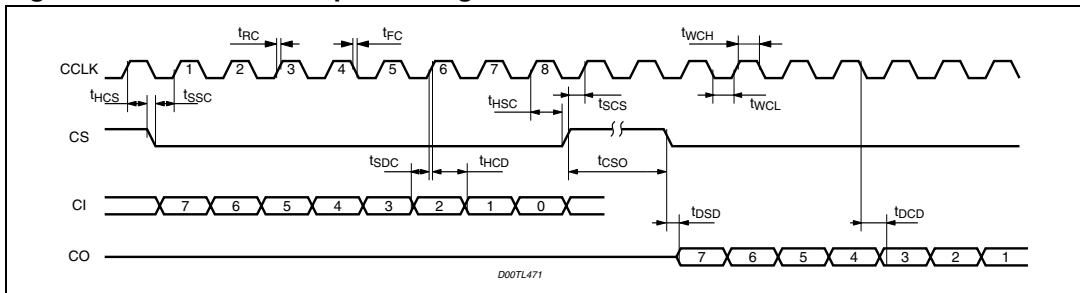 tRC tFC tWCH
CCLK 1 2 3 4 5 6 7 8
tHCS tSSC tHSC tSCS tWCL
CS
tSDC tHCD tCSO
CI 7 6 5 4 3 2 1 0
tDSD tDCD
CO 7 6 5 4 3 2 1
D00TL471